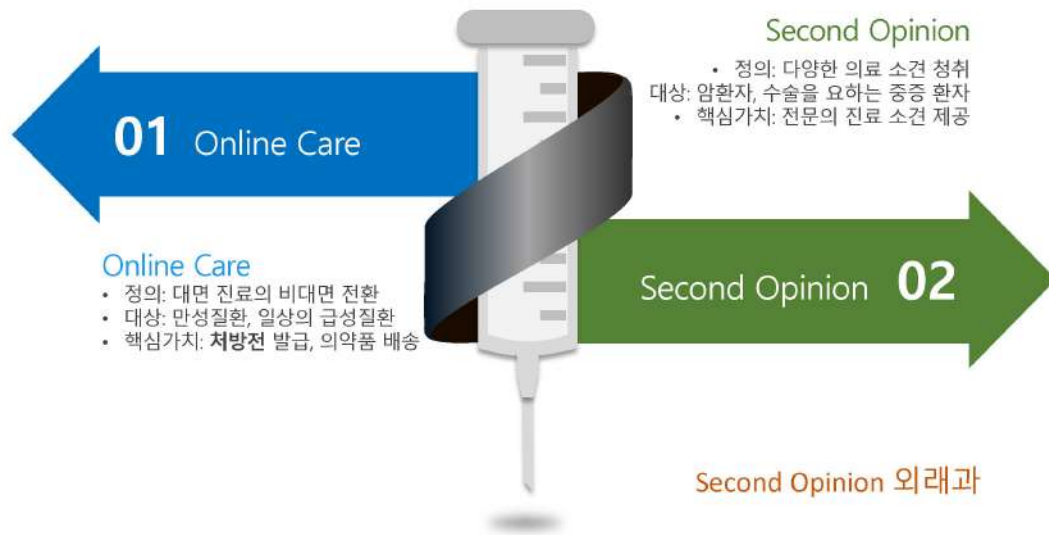 01 Online Care
Online Care
• 정의: 대면 진료의 비대면 전환
• 대상: 만성질환, 일상의 급성질환
• 핵심가치: 처방전 발급, 의약품 배송
Second Opinion
• 정의: 다양한 의료 소견 청취
대상: 암환자, 수술을 요하는 중증 환자
• 핵심가치: 전문의 진료 소견 제공
Second Opinion 02
Second Opinion 외래과